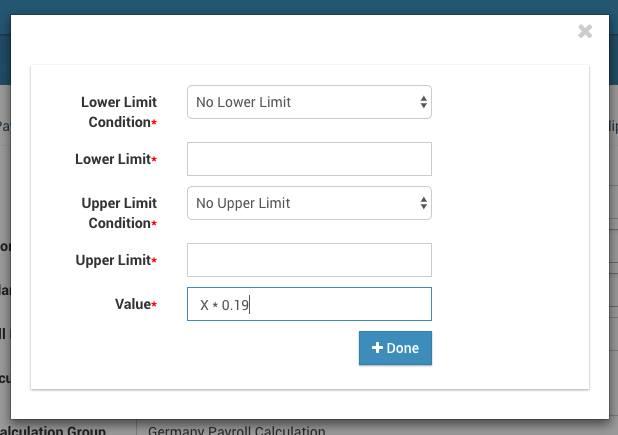 Lower Limit
Condition*
No Lower Limit
Lower Limit*
Upper Limit
Condition*
No Upper Limit
Upper Limit*
Value*
X * 0.19
+ Done
alculation Group
Germany Payroll Calculation